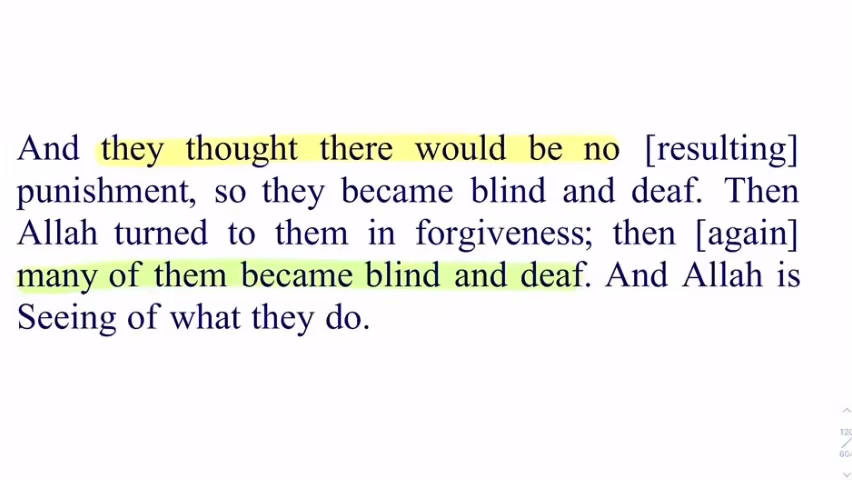 And they thought there would be no [resulting]
punishment, so they became blind and deaf. Then
Allah turned to them in forgiveness; then [again]
many of them became blind and deaf. And Allah is
Seeing of what they do.
120
604